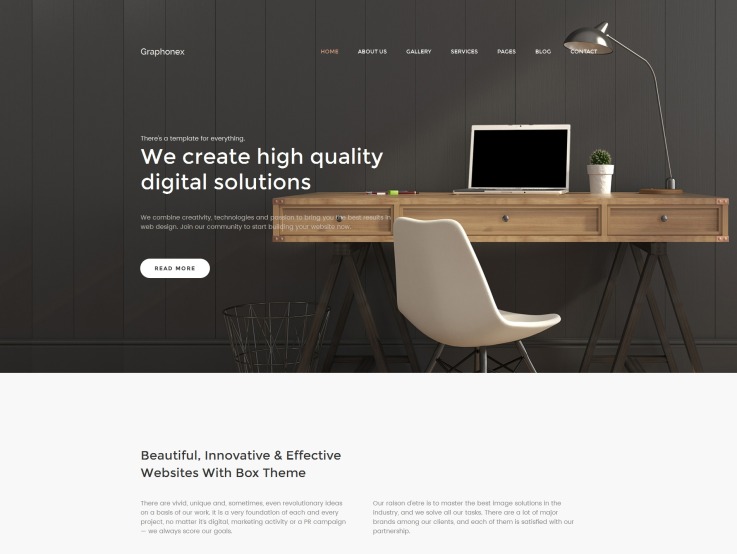 Graphonex
HOME ABOUT US GALLERY SERVICES PAGES BLOG CONTACT
There's a template for everything.
We create high quality
digital solutions
We combine creativity, technologies and passion to bring you the best results in
web design. Join our community to start building your website now.
READ MORE
Beautiful, Innovative & Effective
Websites With Box Theme
There are vivid, unique and, sometimes, even revolutionary ideas
on a basis of our work. It is a very foundation of each and every
project, no matter it's digital, marketing activity or a PR campaign
— we always score our goals.
Our raison d'etre is to master the best image solutions in the
industry, and we solve all our tasks. There are a lot of major
brands among our clients, and each of them is satisfied with our
partnership.